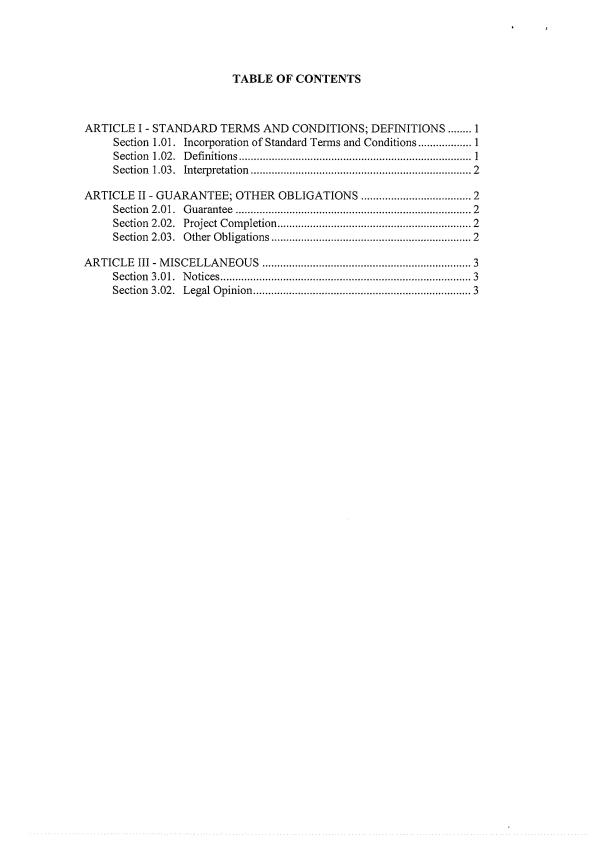 TABLE OF CONTENTS
ARTICLE I - STANDARD TERMS AND CONDITIONS; DEFINITIONS ........ 1
Section 1.01. Incorporation of Standard Terms and Conditions .................. 1
Section 1.02. Definitions .............................................................................. 1
Section 1.03. Interpretation .......................................................................... 2
ARTICLE II - GUARANTEE; OTHER OBLIGATIONS ..................................... 2
Section 2.01. Guarantee ............................................................................... 2
Section 2.02. Project Completion................................................................. 2
Section 2.03. Other Obligations ................................................................... 2
ARTICLE III - MISCELLANEOUS ...................................................................... 3
Section 3.01. Notices.................................................................................... 3
Section 3.02. Legal Opinion......................................................................... 3